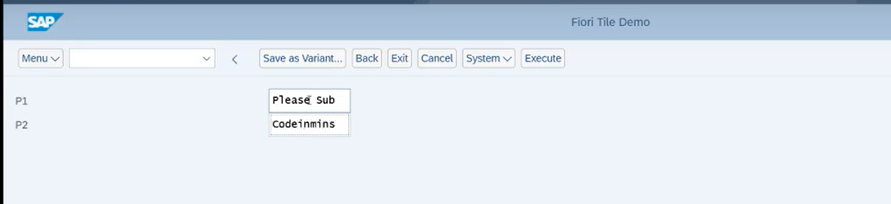 SAP
Fiori Tile Demo
Menu Save as Variant... Back Exit Cancel System Execute
P1 Please Sub
P2 Codeinmins